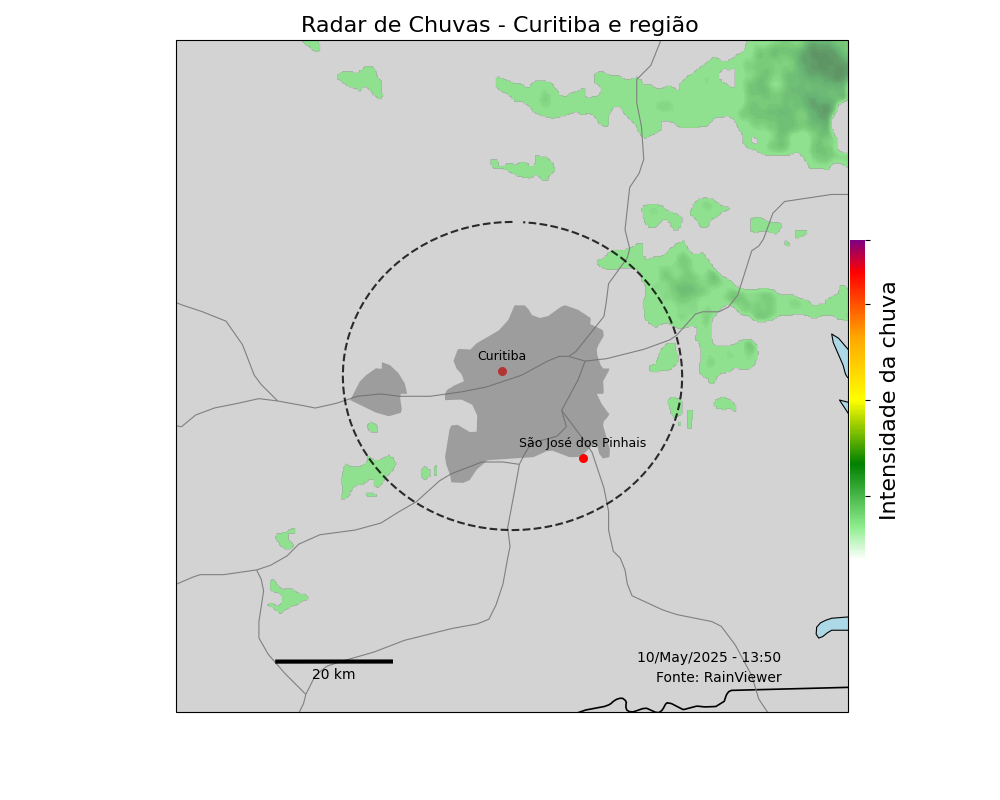 Radar de Chuvas - Curitiba e região
Curitiba
São José dos Pinhais
Intensidade da chuva
20 km
10/May/2025 - 13:50
Fonte: RainViewer